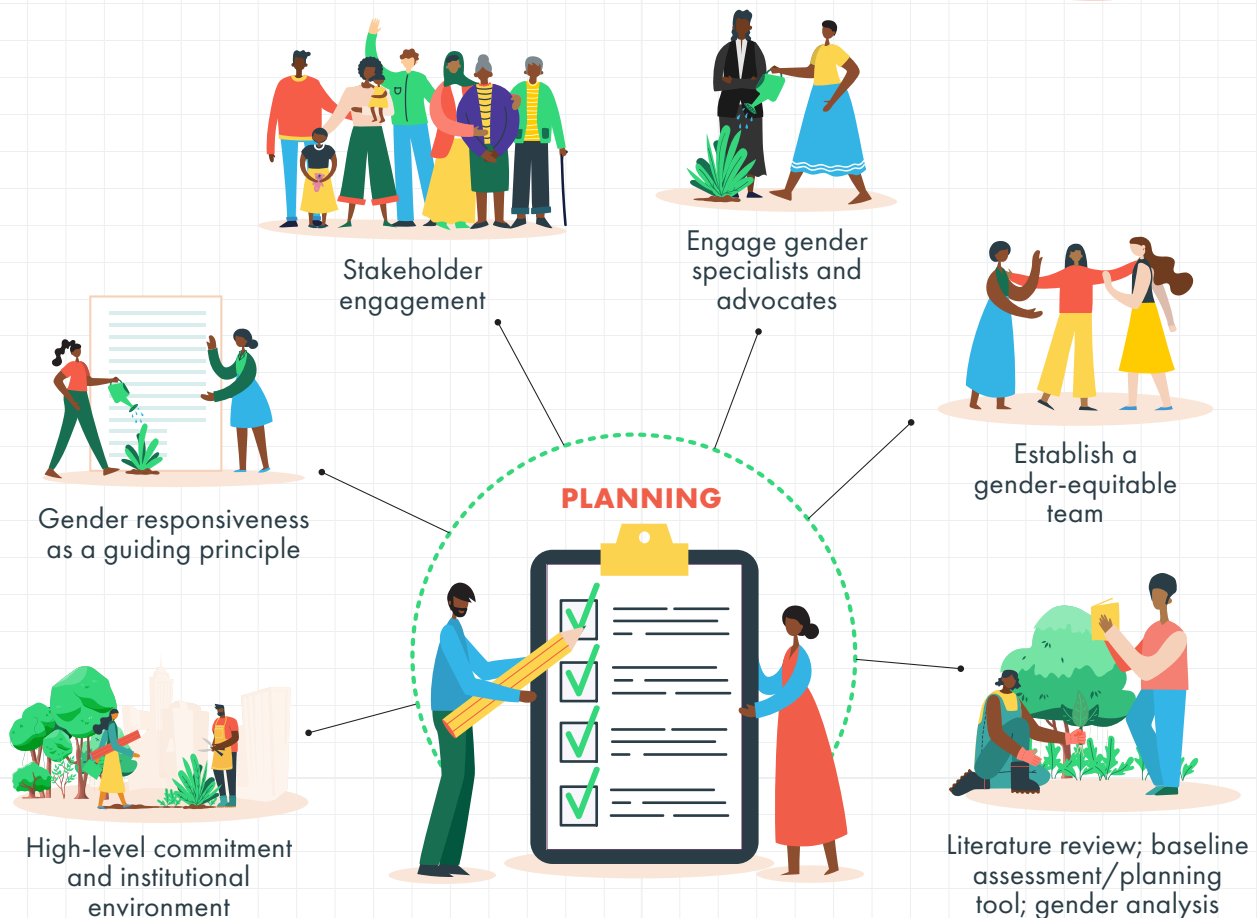 Stakeholder
engagement
Engage gender
specialists and
advocates
Gender responsiveness
as a guiding principle
Establish a
gender-equitable
team
PLANNING
High-level commitment
and institutional
environment
Literature review; baseline
assessment/planning
tool; gender analysis